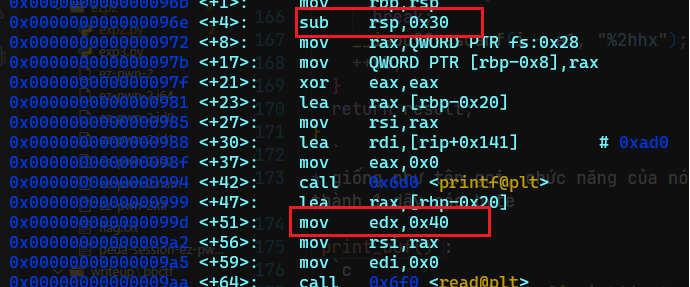 0x000000000000096b <+1>: mov rbp,rsp
0x000000000000096e <+4>: sub rsp,0x30
0x0000000000000972 <+8>: mov rax,QWORD PTR fs:0x28
0x000000000000097b <+17>: mov QWORD PTR [rbp-0x8],rax
0x000000000000097f <+21>: xor eax,eax
0x0000000000000981 <+23>: lea rax,[rbp-0x20]
0x0000000000000985 <+27>: mov rsi,rax
0x0000000000000988 <+30>: lea rdi,[rip+0x141] # 0xad0
0x000000000000098f <+37>: mov eax,0x0
0x0000000000000994 <+42>: call 0x6d0 <printf@plt>
0x0000000000000999 <+47>: lea rax,[rbp-0x20]
0x000000000000099d <+51>: mov edx,0x40
0x00000000000009a2 <+56>: mov rsi,rax
0x00000000000009a5 <+59>: mov edi,0x0
0x00000000000009aa <+64>: call 0x6f0 <read@plt>